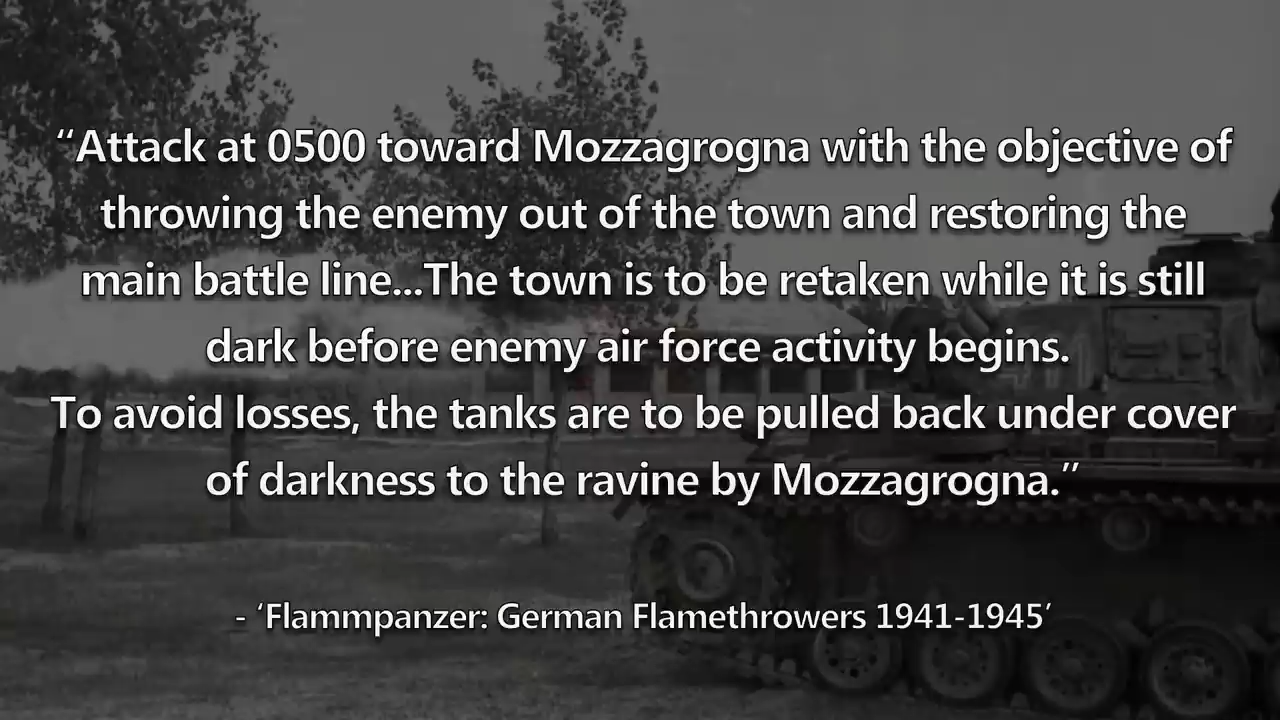 “Attack at 0500 toward Mozzagrogna with the objective of
throwing the enemy out of the town and restoring the
main battle line...The town is to be retaken while it is still
dark before enemy air force activity begins.
To avoid losses, the tanks are to be pulled back under cover
of darkness to the ravine by Mozzagrogna.”
- ‘Flammpanzer: German Flamethrowers 1941-1945’